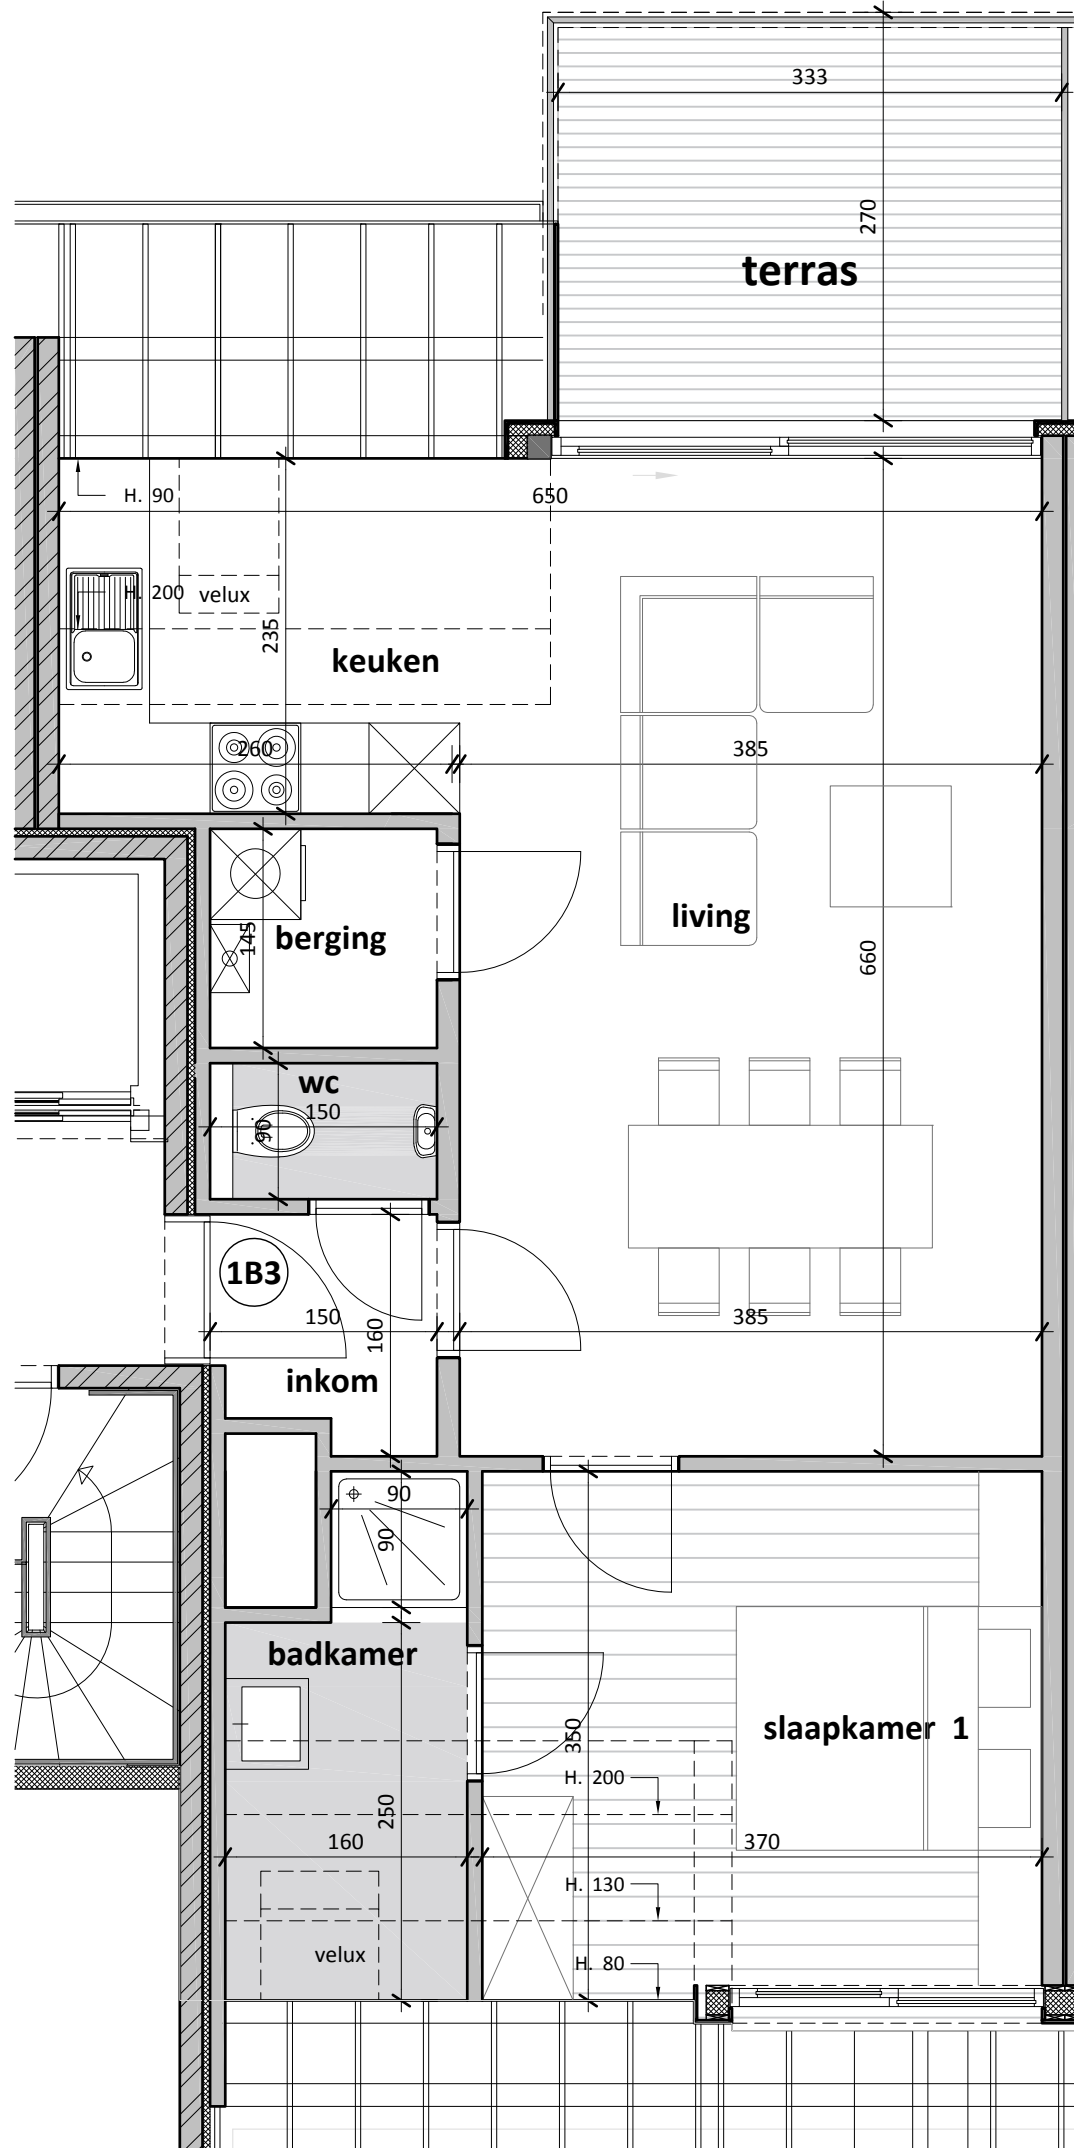 333
270
terras
H. 90
650
H. 200
velux
235
keuken
260
385
living
145
berging
660
wc
150
90
1B3
150
160
385
inkom
90
90
badkamer
350
slaapkamer 1
H. 200
250
160
370
H. 130
velux
H. 80